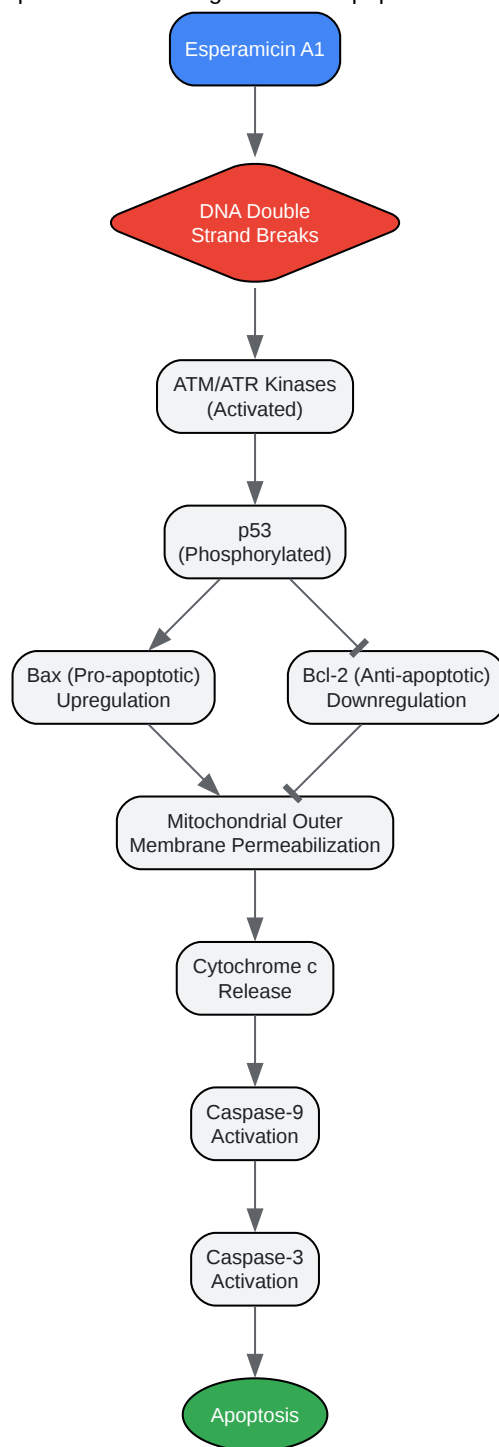 Esperamicin A1
DNA Double
Strand Breaks
ATM/ATR Kinases
(Activated)
p53
(Phosphorylated)
Bax (Pro-apoptotic)
Upregulation
Bcl-2 (Anti-apoptotic)
Downregulation
Mitochondrial Outer
Membrane Permeabilization
Cytochrome c
Release
Caspase-9
Activation
Caspase-3
Activation
Apoptosis